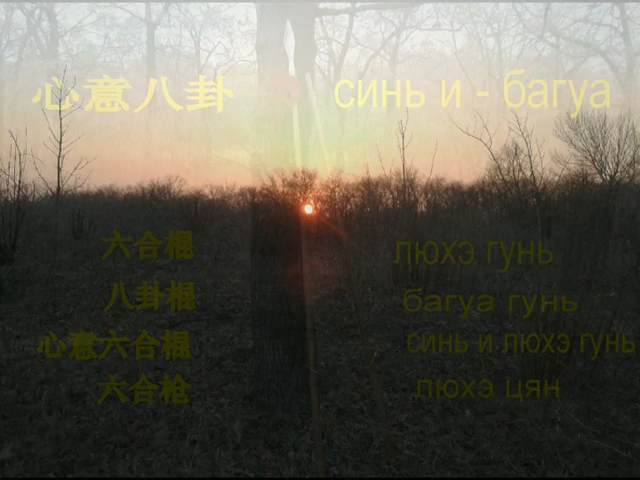 心意八卦 синь и - багуа
六合棍 люхэ гунь
八卦棍 багуа гунь
心意六合棍 синь и люхэ гунь
六合枪 люхэ цян